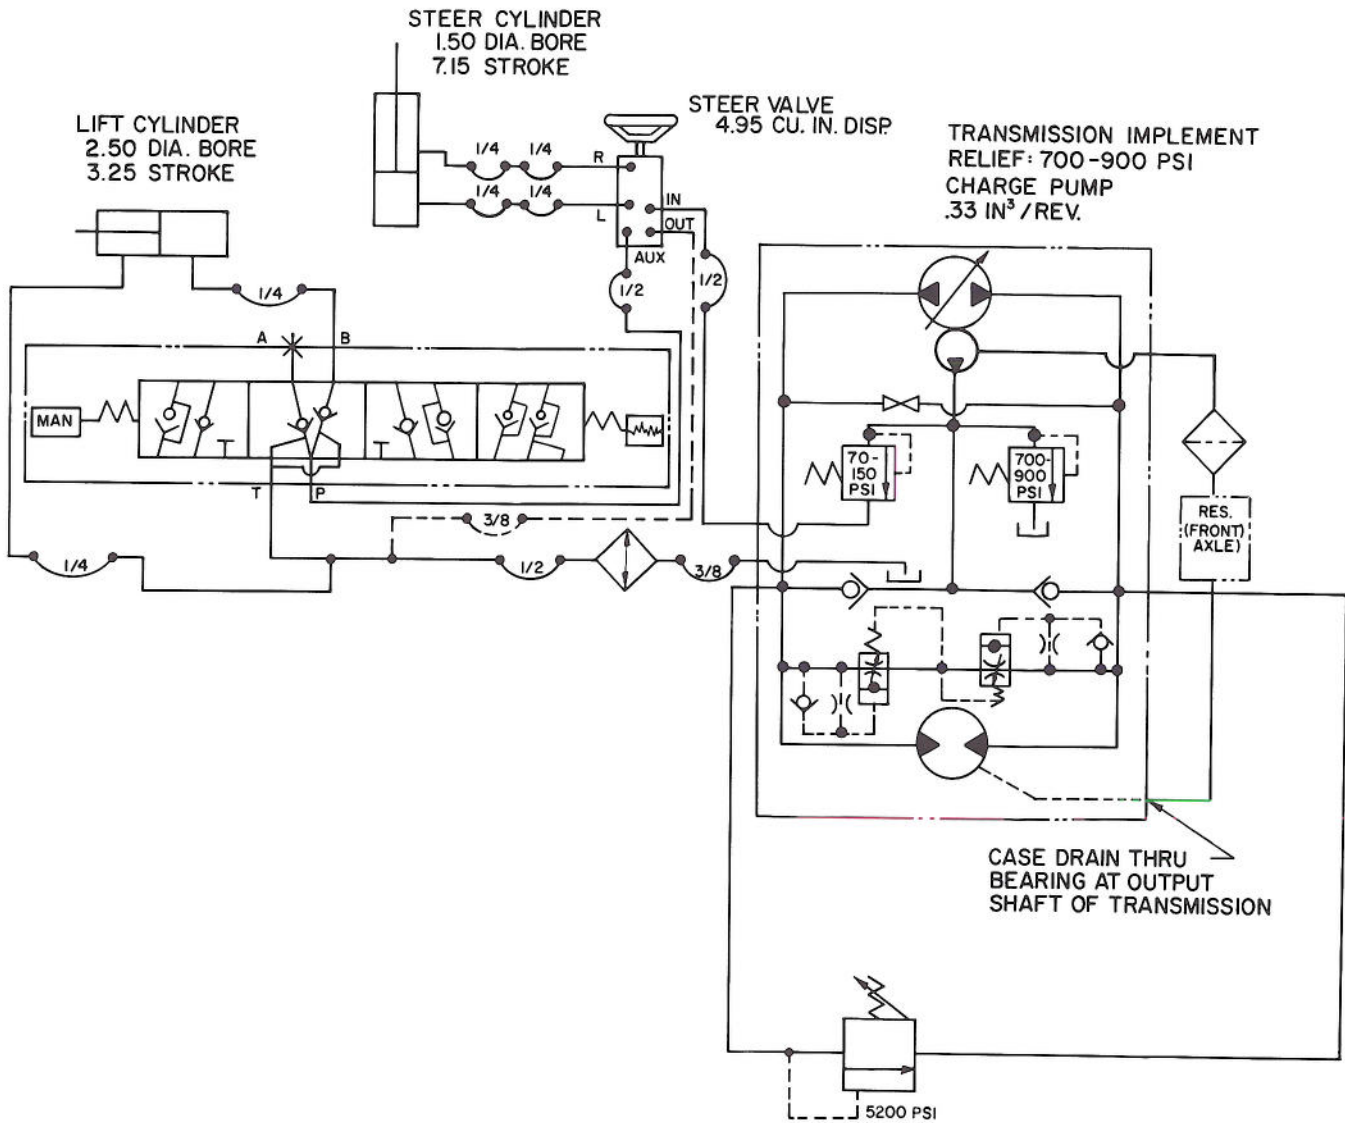 STEER CYLINDER
1.50 DIA. BORE
7.15 STROKE
LIFT CYLINDER
2.50 DIA. BORE
3.25 STROKE
STEER VALVE
4.95 CU. IN. DISP.
TRANSMISSION IMPLEMENT
RELIEF: 700-900 PSI
CHARGE PUMP
.33 IN³/REV.
1/4
1/4
R
1/4
1/4
L
IN
OUT
AUX
1/2
1/2
1/4
A
B
MAN
T
T
T
P
3/8
1/4
1/2
3/8
70-
150
PSI
700-
900
PSI
RES.
(FRONT)
AXLE)
CASE DRAIN THRU
BEARING AT OUTPUT
SHAFT OF TRANSMISSION
5200 PSI